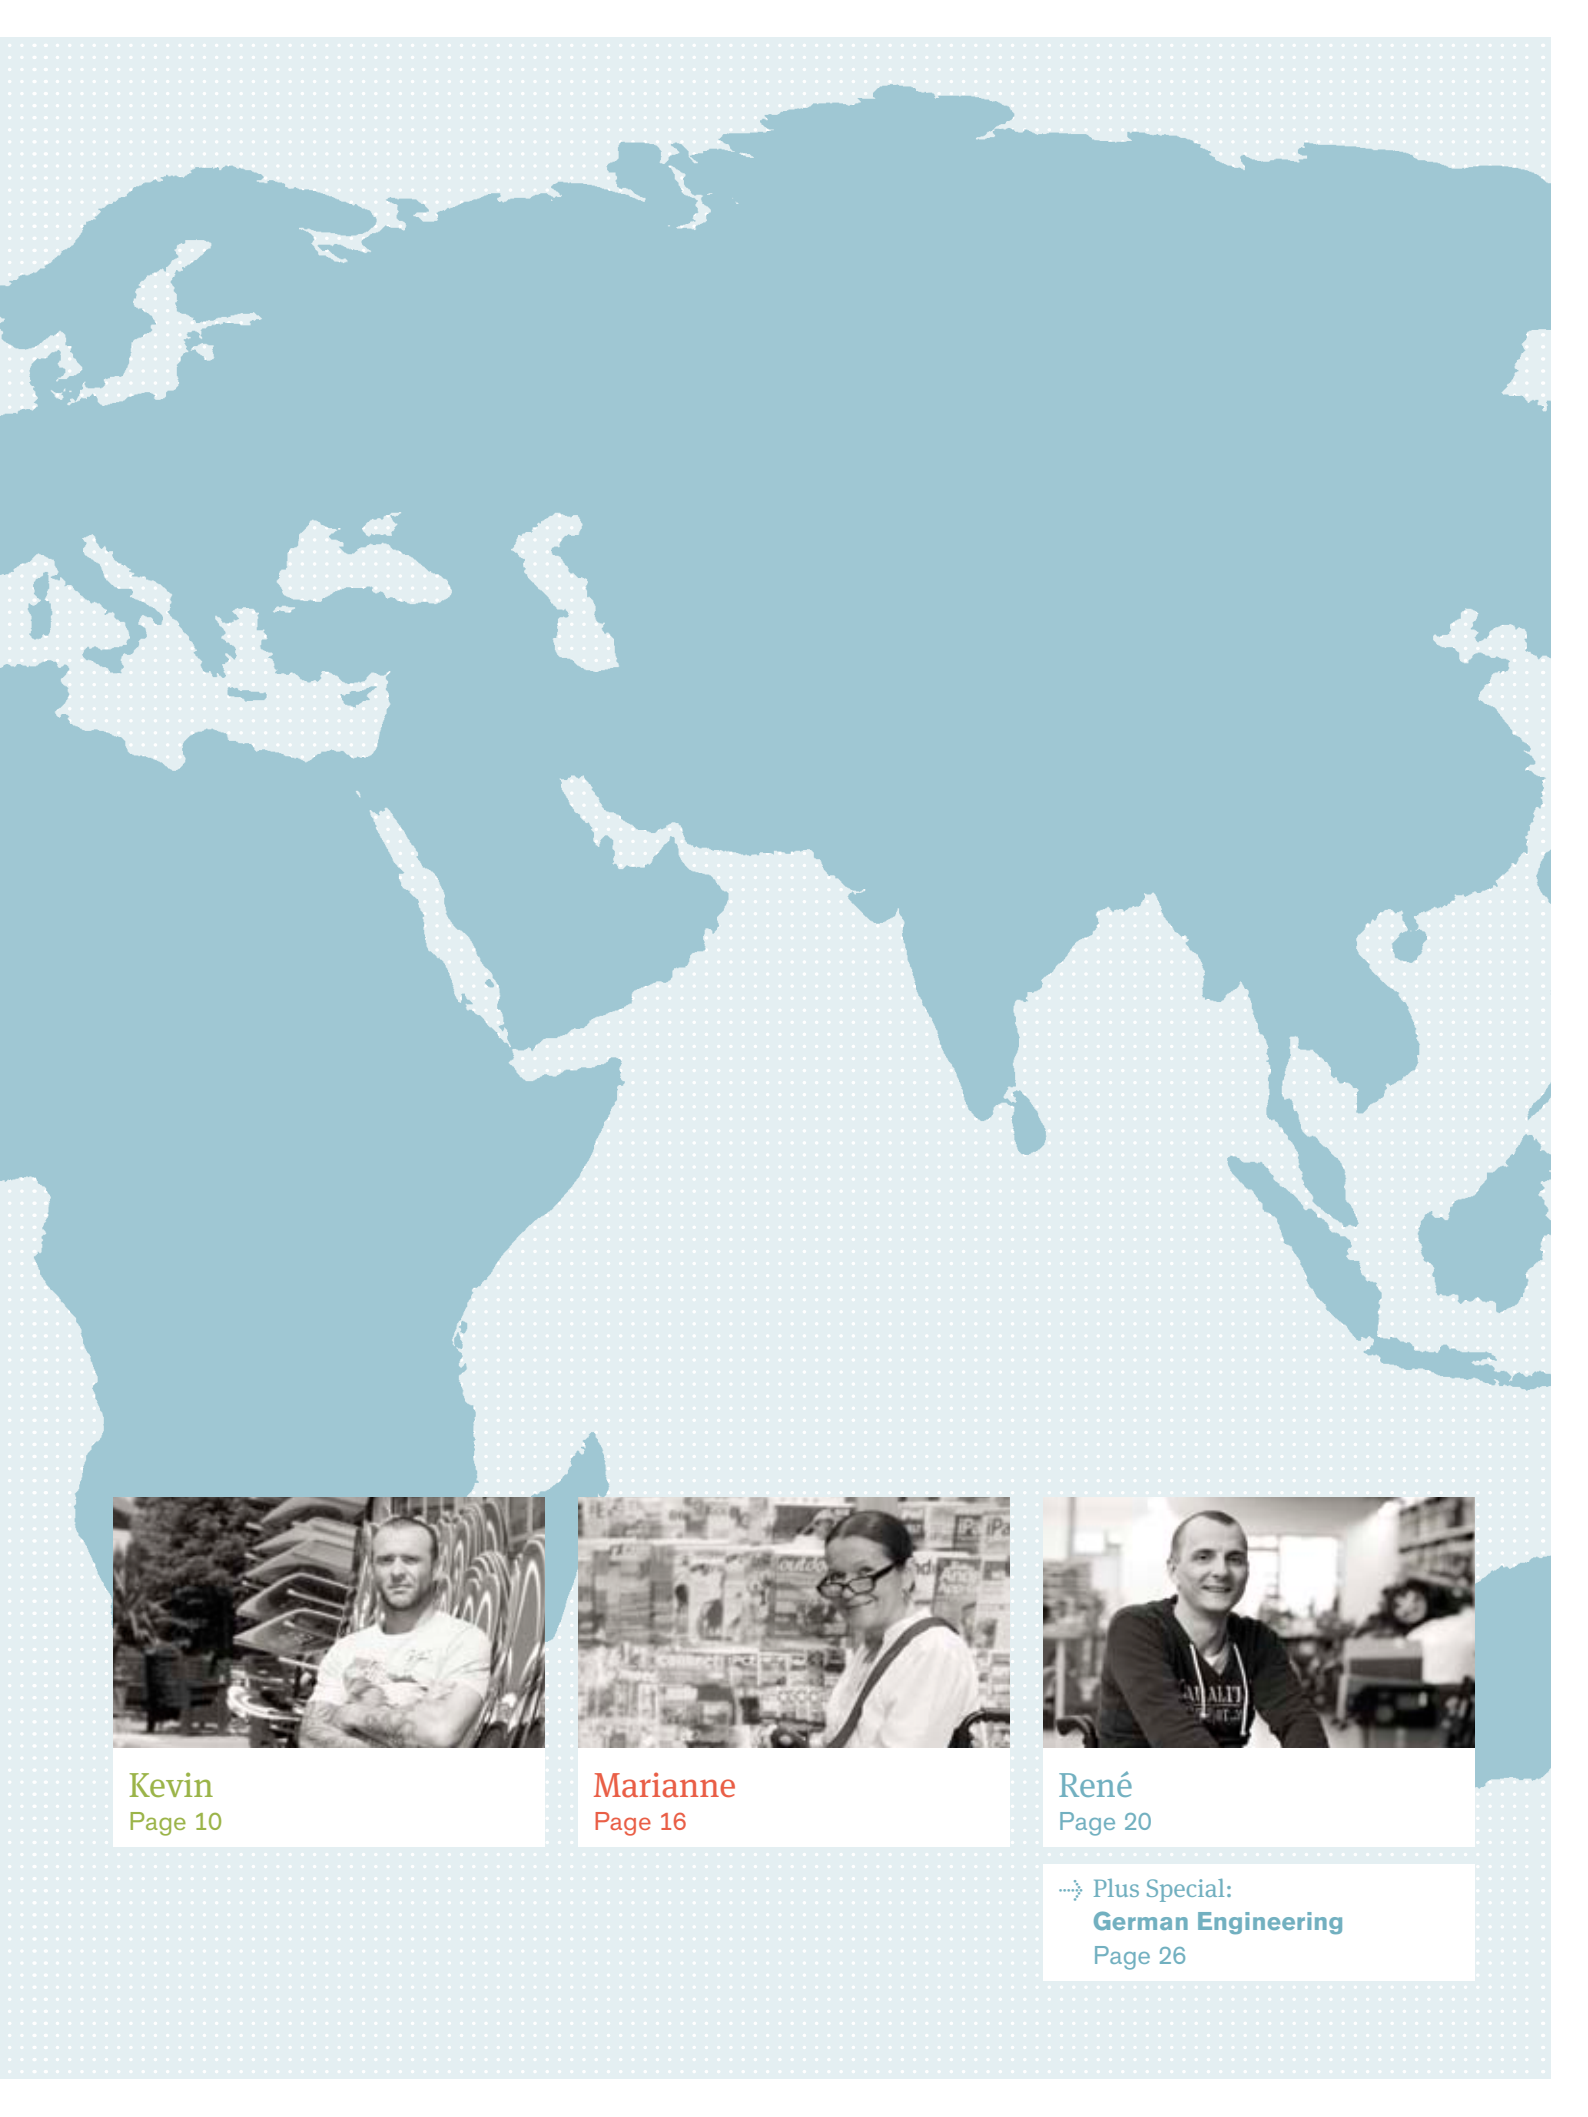 Kevin
Page 10
Marianne
Page 16
René
Page 20
Plus Special:
German Engineering
Page 26